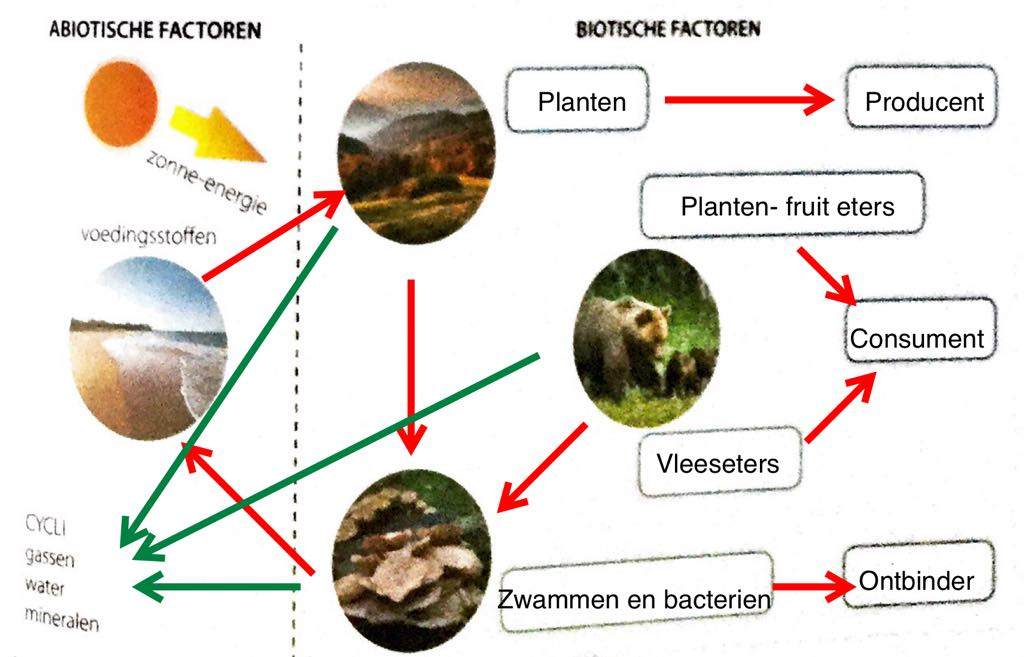 ABIOTISCHE FACTOREN
BIOTISCHE FACTOREN
Planten
Producent
zonne-energie
Planten- fruit eters
voedingsstoffen
Consument
Vleeseters
CYCLI
gassen
water
mineralen
Zwammen en bacterien
Ontbinder